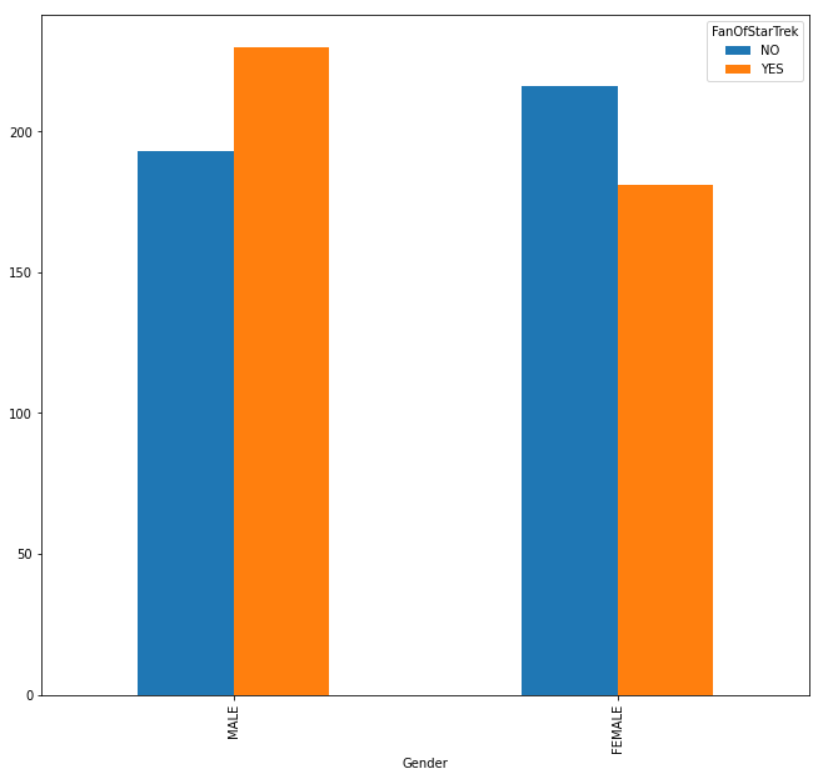 FanOfStarTrek
NO
YES
200
150
100
50
0
MALE
FEMALE
Gender